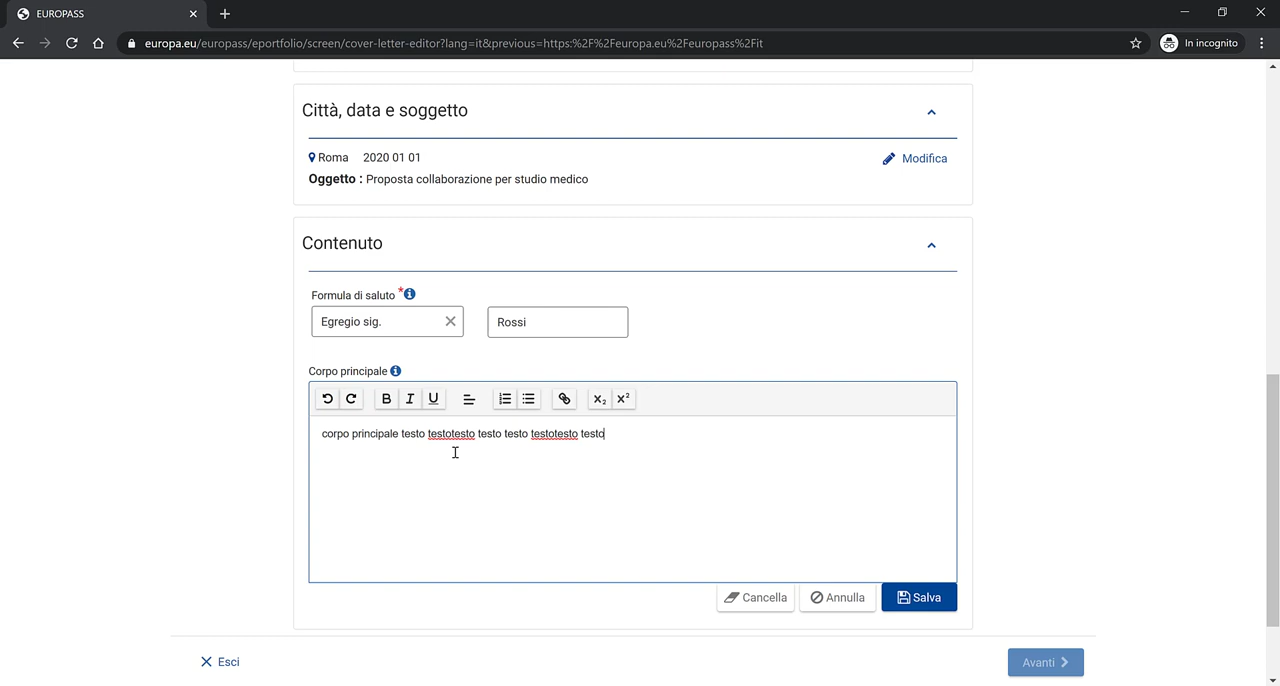 EUROPASS
europa.eu/europass/eportfolio/screen/cover-letter-editor?lang=it&previous=https:%2F%2Feuropa.eu%2Feuropass%2Fit
In incognito
Città, data e soggetto
Roma 2020 01 01
Modifica
Oggetto : Proposta collaborazione per studio medico
Contenuto
Formula di saluto *
Egregio sig.
Rossi
Corpo principale
B I U X₂ X²
corpo principale testo testotesto testo testo testotesto testo
Cancella
Annulla
Salva
Esci
Avanti